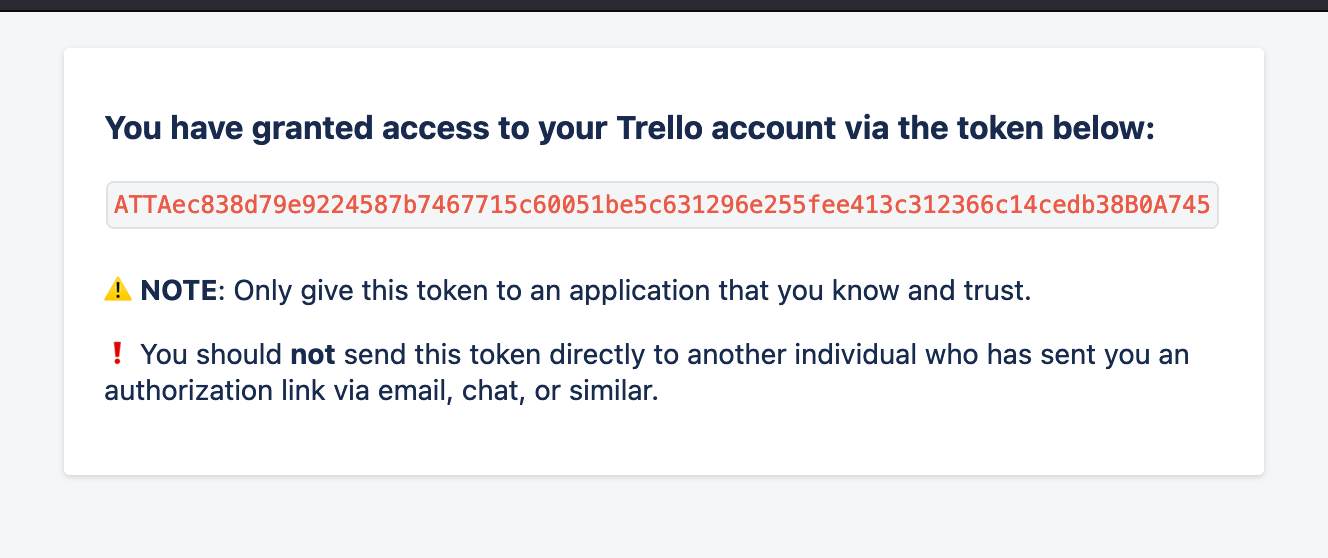 You have granted access to your Trello account via the token below:
ATTAec838d79e9224587b7467715c60051be5c631296e255fee413c312366c14cedb38B0A745
⚠️ NOTE: Only give this token to an application that you know and trust.
❗ You should not send this token directly to another individual who has sent you an
authorization link via email, chat, or similar.